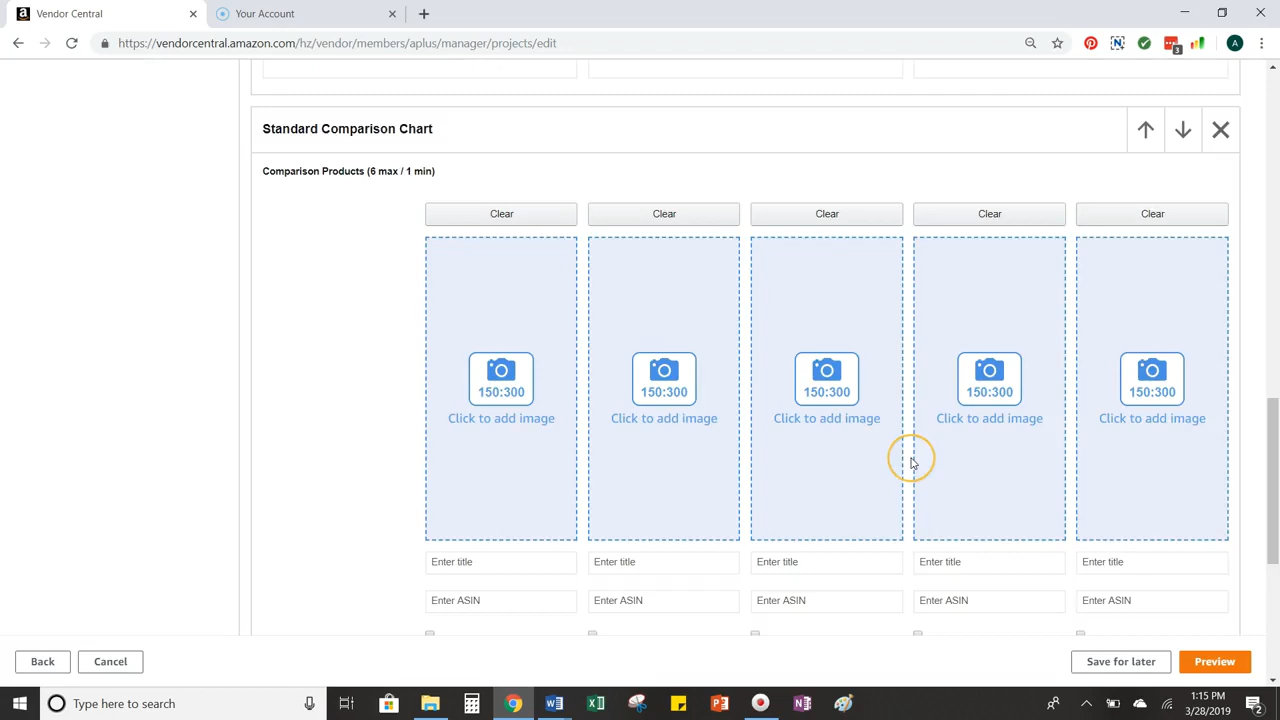 Vendor Central
Your Account
https://vendorcentral.amazon.com/hz/vendor/members/aplus/manager/projects/edit
3
A
Standard Comparison Chart
Comparison Products (6 max / 1 min)
Clear Clear Clear Clear Clear
150:300 150:300 150:300 150:300 150:300
Click to add image Click to add image Click to add image Click to add image Click to add image
Enter title Enter title Enter title Enter title Enter title
Enter ASIN Enter ASIN Enter ASIN Enter ASIN Enter ASIN
Back Cancel Save for later Preview
Type here to search
1:15 PM
3/28/2019
2